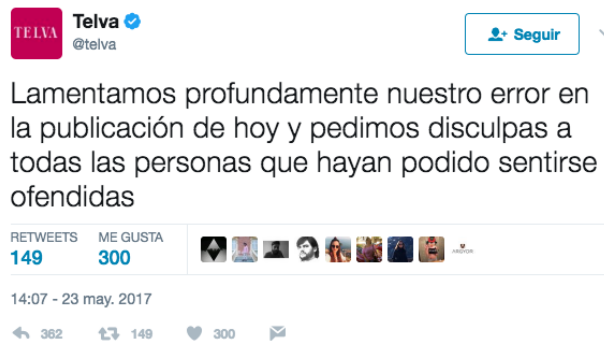 TELVA
Telva
@telva
Seguir
Lamentamos profundamente nuestro error en
la publicación de hoy y pedimos disculpas a
todas las personas que hayan podido sentirse
ofendidas
RETWEETS ME GUSTA
149 300
14:07 - 23 may. 2017
362 149 300